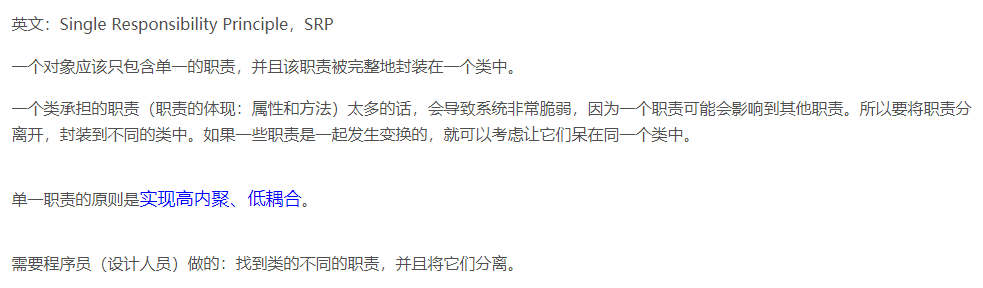 英文：Single Responsibility Principle，SRP
一个对象应该只包含单一的职责，并且该职责被完整地封装在一个类中。
一个类承担的职责（职责的体现：属性和方法）太多的话，会导致系统非常脆弱，因为一个职责可能会影响到其他职责。所以要将职责分
离开，封装到不同的类中。如果一些职责是一起发生变换的，就可以考虑让它们呆在同一个类中。
单一职责的原则是实现高内聚、低耦合。
需要程序员（设计人员）做的：找到类的不同的职责，并且将它们分离。